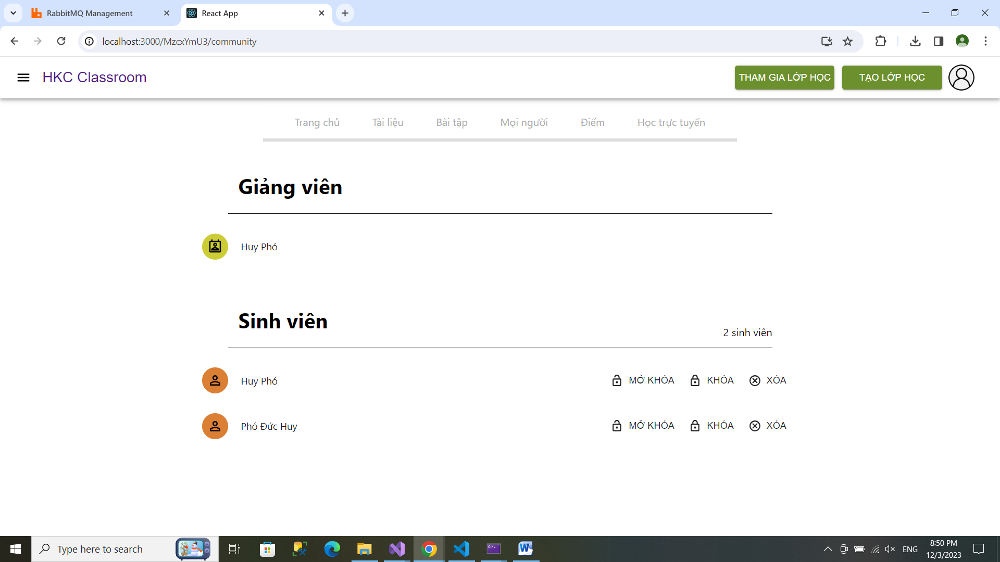 RabbitMQ Management
React App
localhost:3000/MzcxYmU3/community
HKC Classroom
THAM GIA LỚP HỌC
TẠO LỚP HỌC
Trang chủ Tài liệu Bài tập Mọi người Điểm Học trực tuyến
Giảng viên
Huy Phó
Sinh viên
2 sinh viên
Huy Phó MỞ KHÓA KHÓA XÓA
Phó Đức Huy MỞ KHÓA KHÓA XÓA
Type here to search
ENG
8:50 PM
12/3/2023